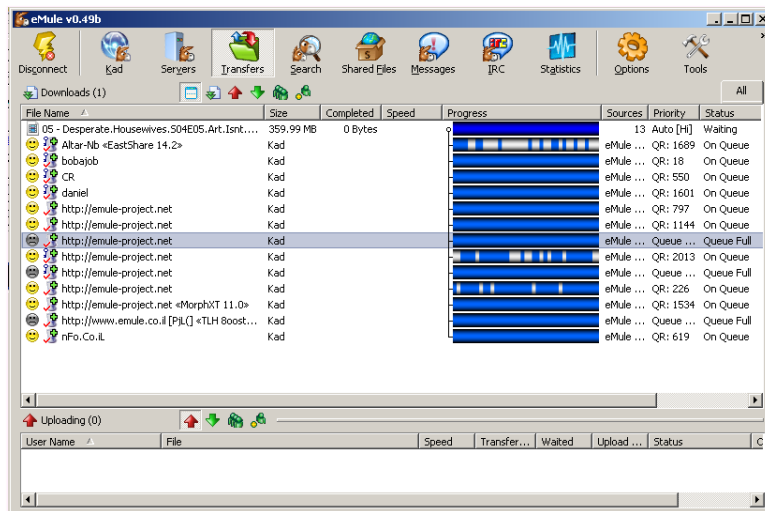 eMule v0.49b
Disconnect Kad Servers Transfers Search Shared Files Messages IRC Statistics Options Tools
Downloads (1) All
File Name Size Completed Speed Progress Sources Priority Status
05 - Desperate.Housewives.S04E05.Art.Isnt.... 359.99 MB 0 Bytes 13 Auto [Hi] Waiting
Altar-Nb «EastShare 14.2» Kad eMule ... QR: 1689 On Queue
bobajob Kad eMule ... QR: 18 On Queue
CR Kad eMule ... QR: 550 On Queue
daniel Kad eMule ... QR: 1601 On Queue
http://emule-project.net Kad eMule ... QR: 797 On Queue
http://emule-project.net Kad eMule ... QR: 1144 On Queue
http://emule-project.net Kad eMule ... Queue ... Queue Full
http://emule-project.net Kad eMule ... QR: 2013 On Queue
http://emule-project.net Kad eMule ... Queue ... Queue Full
http://emule-project.net Kad eMule ... QR: 226 On Queue
http://emule-project.net «MorphXT 11.0» Kad eMule ... QR: 1534 On Queue
http://www.emule.co.il [PjL(] «TLH 8oost... Kad eMule ... Queue ... Queue Full
nFo.Co.iL Kad eMule ... QR: 619 On Queue
Uploading (0)
User Name File Speed Transfer... Waited Upload ... Status C